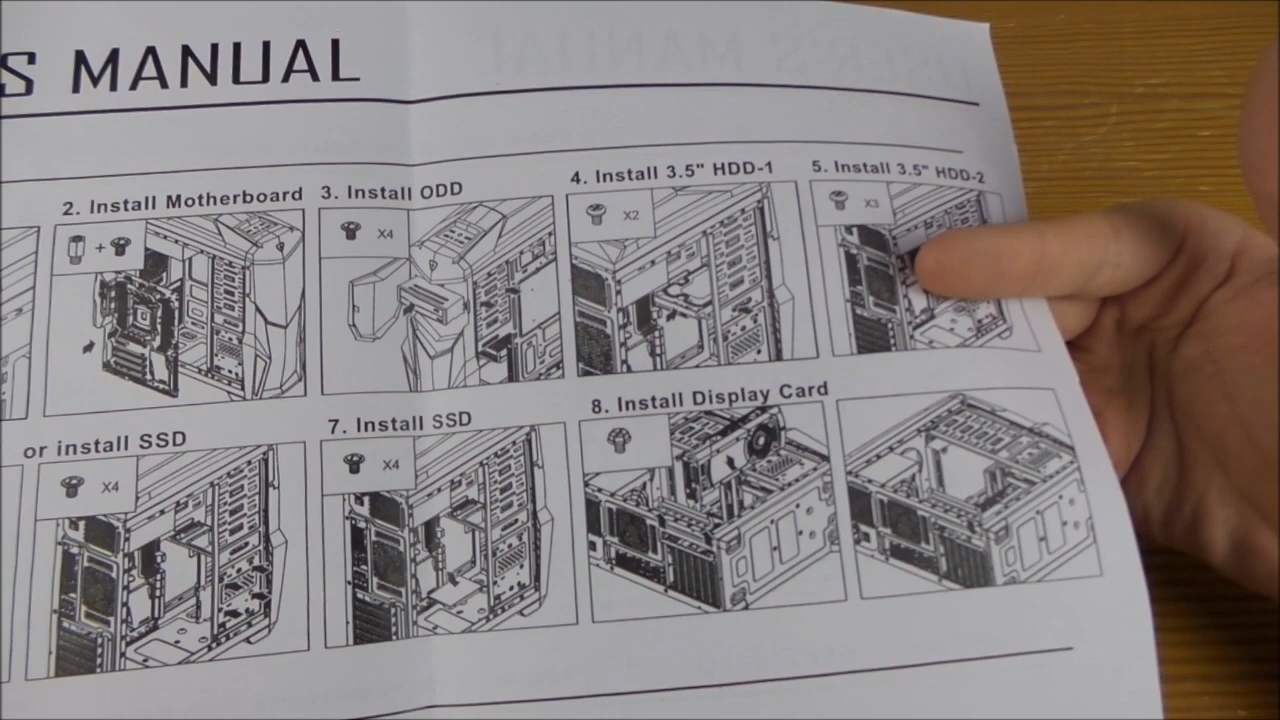 S MANUAL
2. Install Motherboard
3. Install ODD
4. Install 3.5" HDD-1
5. Install 3.5" HDD-2
+
X4
X2
X3
or install SSD
7. Install SSD
8. Install Display Card
X4
X4